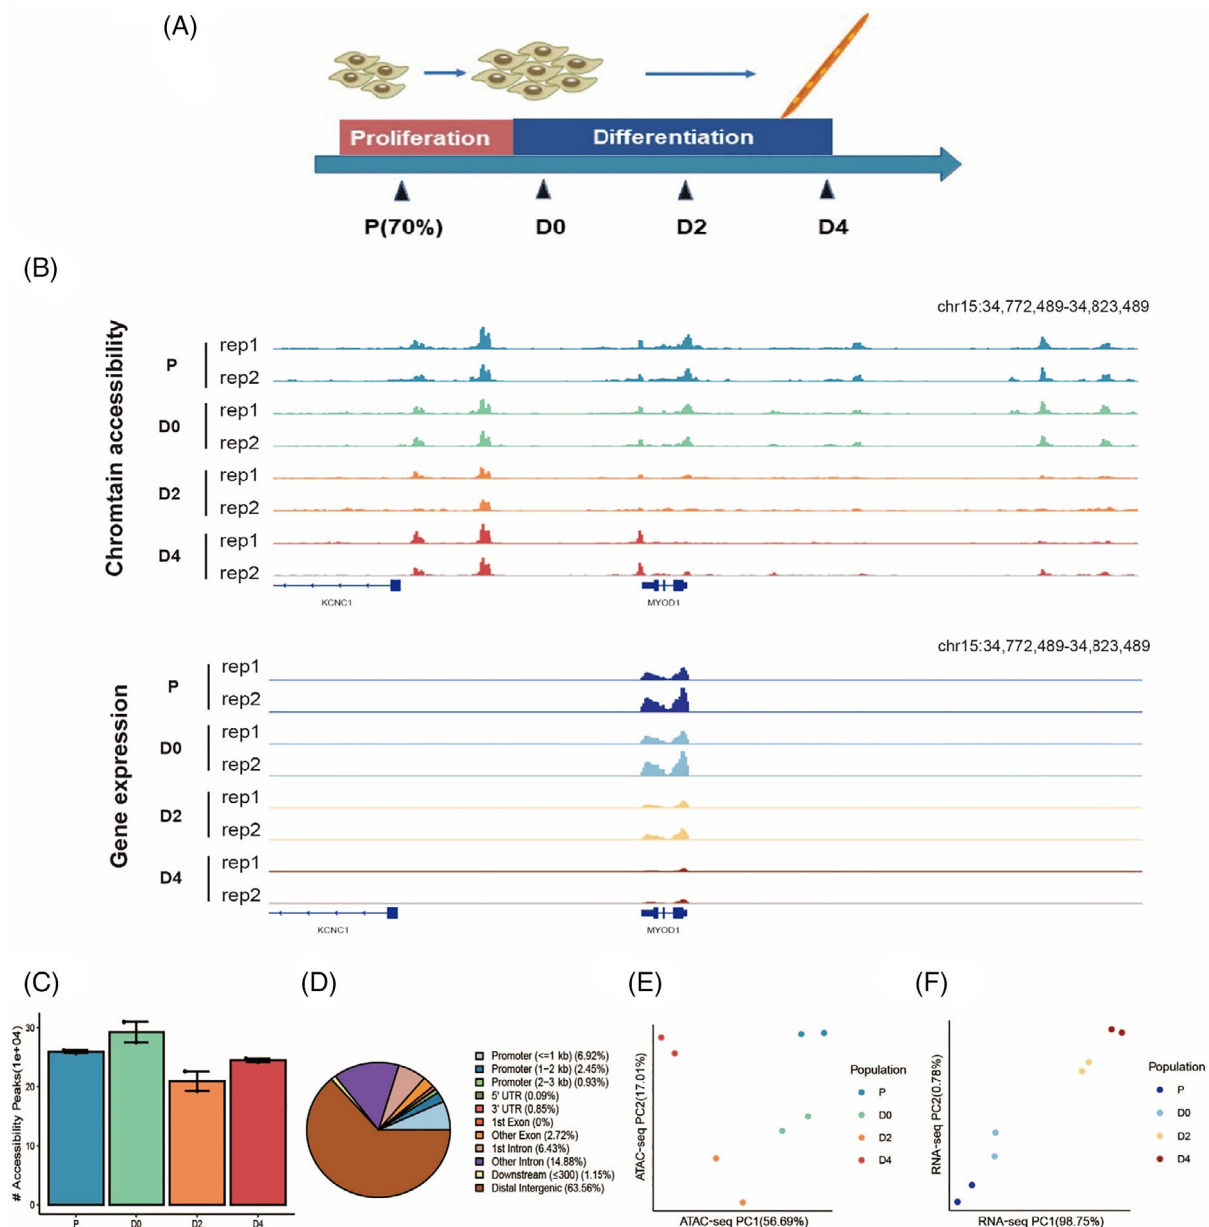 (A)
Proliferation
Differentiation
P(70%)
D0
D2
D4
(B)
chr15:34,772,489-34,823,489
Chromtain accessibility
P
rep1
rep2
D0
rep1
rep2
D2
rep1
rep2
D4
rep1
rep2
KCNC1
MYOD1
chr15:34,772,489-34,823,489
Gene expression
P
rep1
rep2
D0
rep1
rep2
D2
rep1
rep2
D4
rep1
rep2
KCNC1
MYOD1
(C)
# Accessibility Peaks(1e+04)
30
20
10
0
P
D0
D2
D4
(D)
Promoter (<=1 kb) (6.92%)
Promoter (1-2 kb) (2.45%)
Promoter (2-3 kb) (0.93%)
5' UTR (0.09%)
3' UTR (0.85%)
1st Exon (0%)
Other Exon (2.72%)
1st Intron (6.43%)
Other Intron (14.88%)
Downstream (≤300) (1.15%)
Distal Intergenic (63.56%)
(E)
ATAC-seq PC2(17.01%)
ATAC-seq PC1(56.69%)
Population
P
D0
D2
D4
(F)
RNA-seq PC2(0.78%)
RNA-seq PC1(98.75%)
Population
P
D0
D2
D4